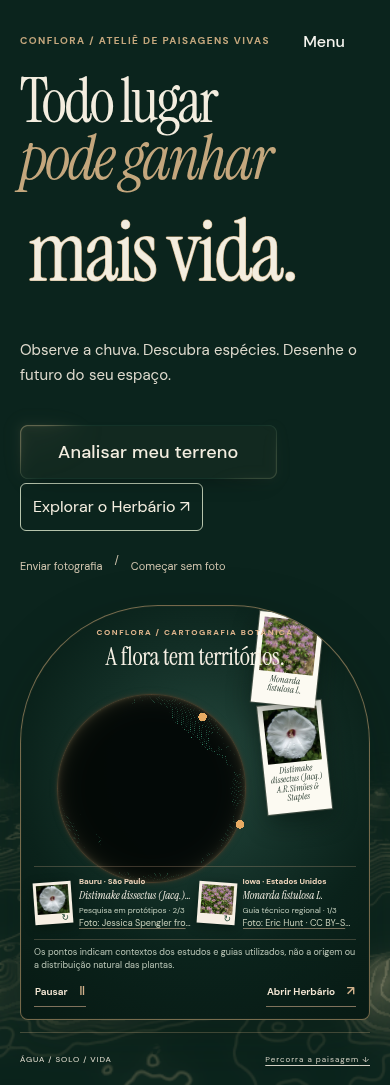 CONFLORA / ATELIÊ DE PAISAGENS VIVAS
Menu
Todo lugar
pode ganhar
mais vida.
Observe a chuva. Descubra espécies. Desenhe o
futuro do seu espaço.
Analisar meu terreno
Explorar o Herbário ↗
Enviar fotografia / Começar sem foto
CONFLORA / CARTOGRAFIA BOTÂNICA
A flora tem territórios.
Monarda
fistulosa L.
Distimake
dissectus (Jacq.)
A.R.Simões &
Staples
Bauru · São Paulo
Distimake dissectus (Jacq.)...
Pesquisa em protótipos · 2/3
Foto: Jessica Spengler fro...
Iowa · Estados Unidos
Monarda fistulosa L.
Guia técnico regional · 1/3
Foto: Eric Hunt · CC BY-S...
Os pontos indicam contextos dos estudos e guias utilizados, não a origem ou
a distribuição natural das plantas.
Pausar
Abrir Herbário ↗
ÁGUA / SOLO / VIDA
Percorra a paisagem ↓